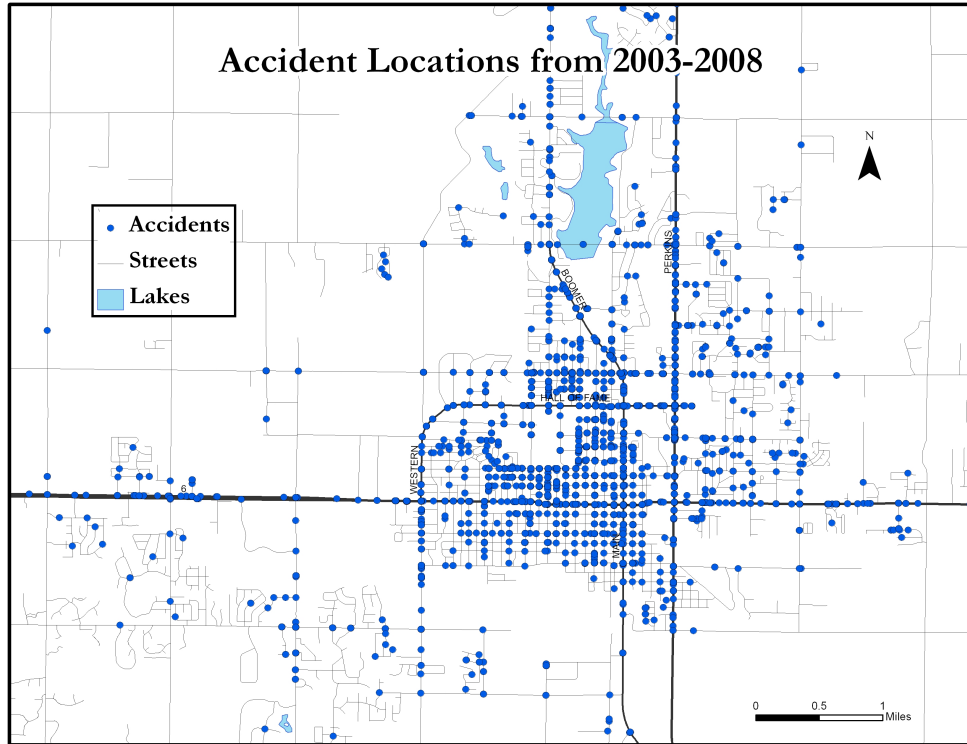 Accident Locations from 2003-2008
N
Accidents
Streets
Lakes
PERKINS
BOOMER
HALL OF FAME
WESTERN
6
MAIN
0 0.5 1
Miles